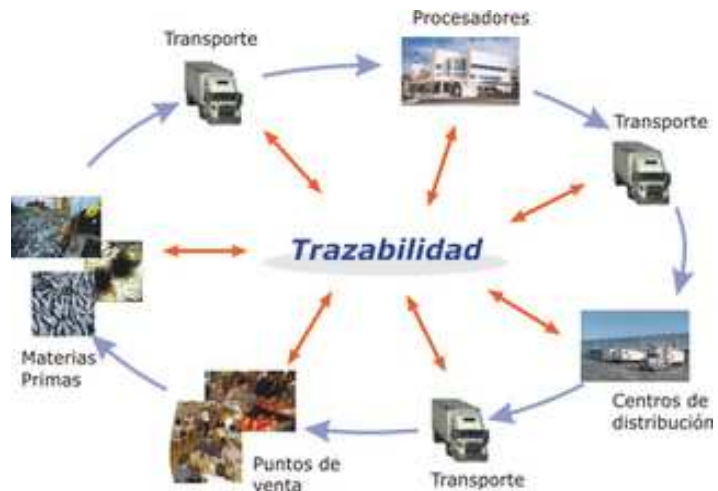 Procesadores
Transporte
Transporte
Trazabilidad
Materias
Primas
Centros de
distribución
Puntos de
venta
Transporte